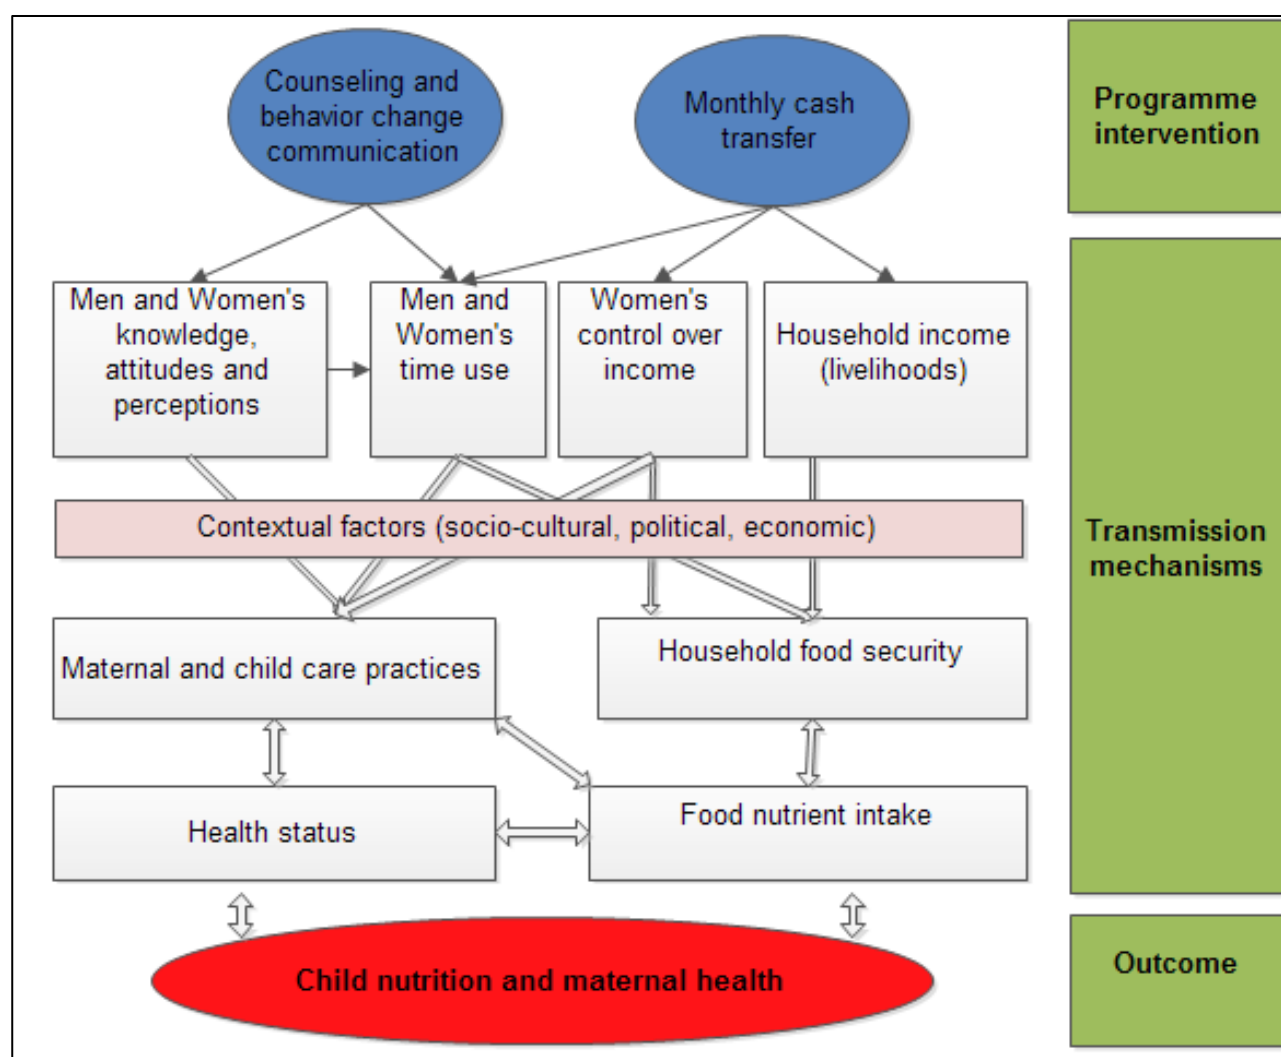 Counseling and
behavior change
communication
Monthly cash
transfer
Programme
intervention
Men and Women's
knowledge,
attitudes and
perceptions
Men and
Women's
time use
Women's
control over
income
Household income
(livelihoods)
Contextual factors (socio-cultural, political, economic)
Transmission
mechanisms
Maternal and child care practices
Household food security
Health status
Food nutrient intake
Child nutrition and maternal health
Outcome